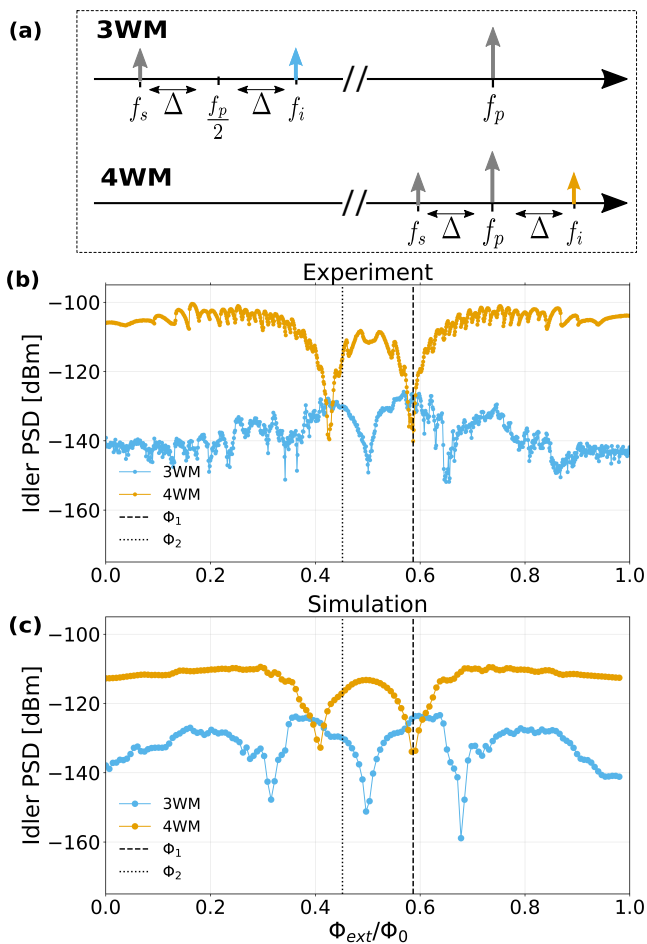 (a)
3WM
f_s Δ f_p/2 Δ f_i // f_p
4WM
// f_s Δ f_p Δ f_i
(b)
Experiment
Idler PSD [dBm]
−100
−120
−140
−160
3WM
4WM
Φ₁
Φ₂
0.0 0.2 0.4 0.6 0.8 1.0
(c)
Simulation
Idler PSD [dBm]
−100
−120
−140
−160
3WM
4WM
Φ₁
Φ₂
0.0 0.2 0.4 0.6 0.8 1.0
Φ_ext/Φ₀